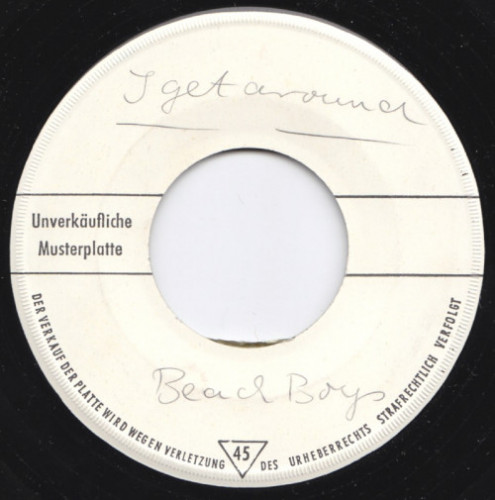 I get around
Unverkäufliche
Musterplatte
Beach Boys
DER VERKAUF DER PLATTE WIRD WEGEN VERLETZUNG 45 DES URHEBERRECHTS STRAFRECHTLICH VERFOLGT